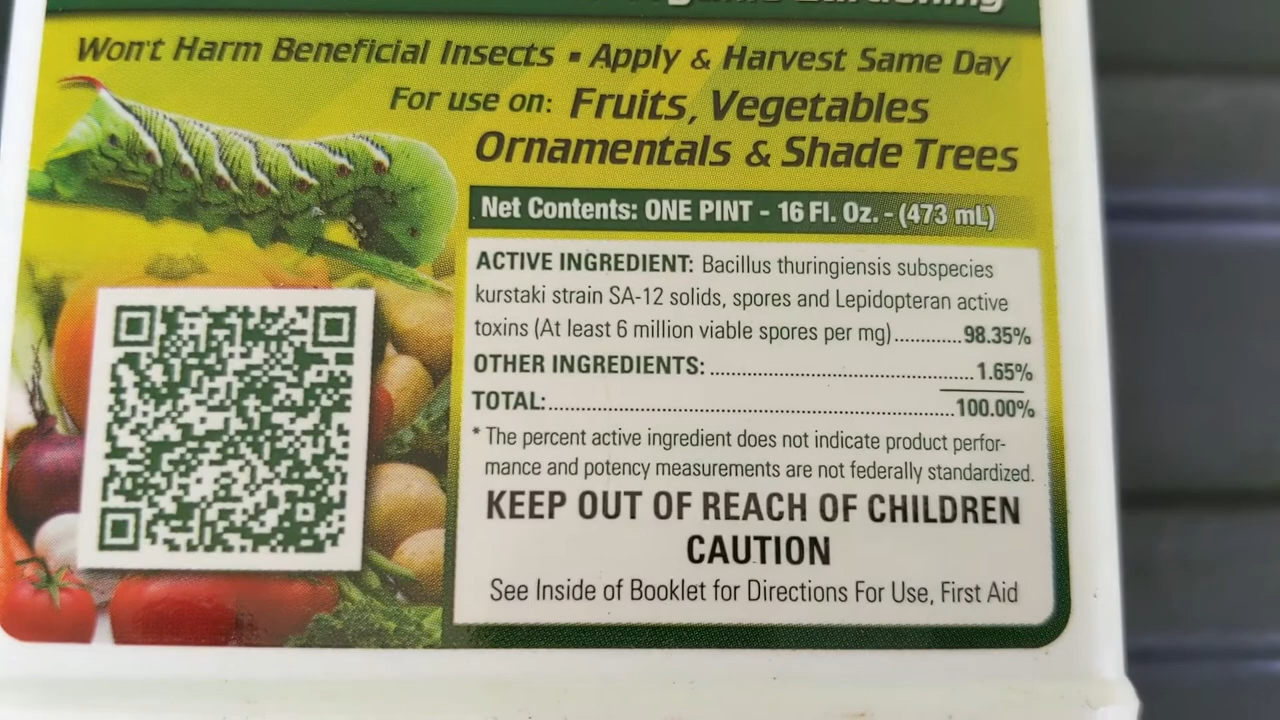 Gardening
Won't Harm Beneficial Insects ▪ Apply & Harvest Same Day
For use on: Fruits, Vegetables
Ornamentals & Shade Trees
Net Contents: ONE PINT - 16 Fl. Oz. - (473 mL)
ACTIVE INGREDIENT: Bacillus thuringiensis subspecies
kurstaki strain SA-12 solids, spores and Lepidopteran active
toxins (At least 6 million viable spores per mg).............98.35%
OTHER INGREDIENTS: ..................................................... 1.65%
TOTAL:...............................................................................100.00%
* The percent active ingredient does not indicate product perfor-
mance and potency measurements are not federally standardized.
KEEP OUT OF REACH OF CHILDREN
CAUTION
See Inside of Booklet for Directions For Use, First Aid